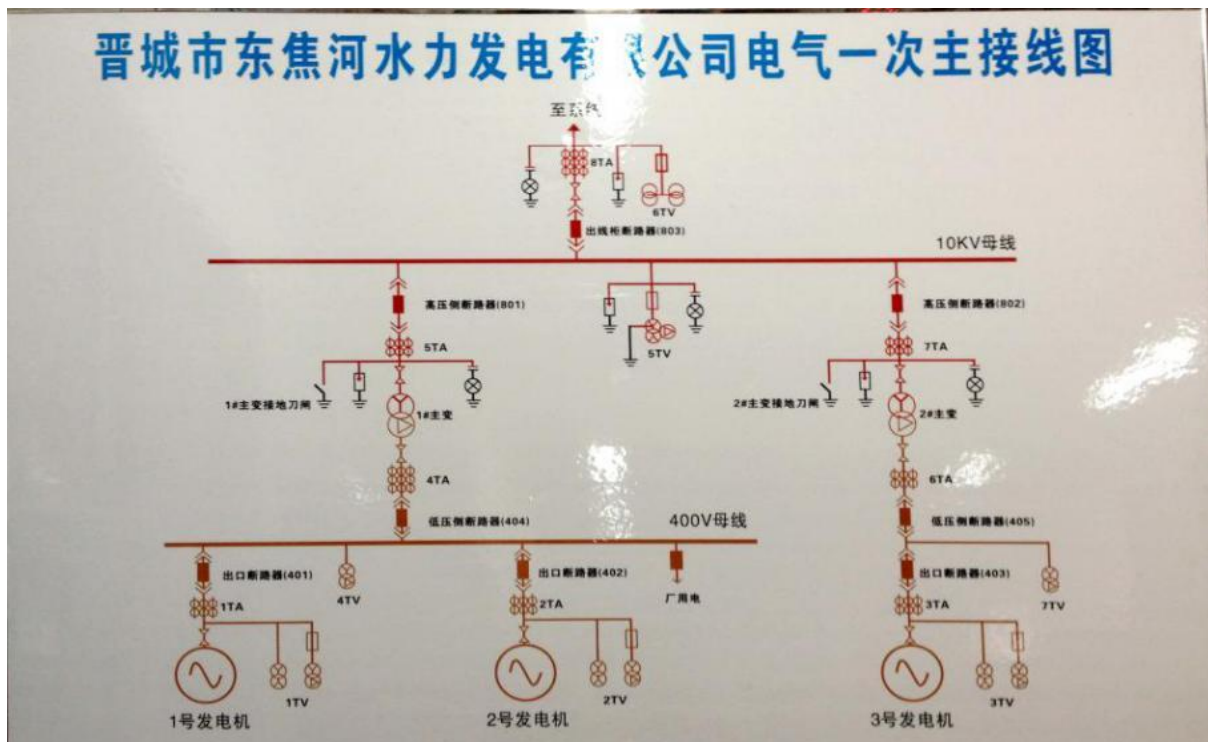 晋城市东焦河水力发电有限公司电气一次主接线图
至系统
8TA
6TV
出线柜断路器(803)
10KV母线
高压侧断路器(801)
高压侧断路器(802)
5TA
5TV
7TA
1#主变接地刀闸
1#主变
2#主变接地刀闸
2#主变
4TA
6TA
低压侧断路器(404)
400V母线
低压侧断路器(405)
出口断路器(401)
4TV
出口断路器(402)
厂用电
出口断路器(403)
7TV
1TA
2TA
3TA
1TV
2TV
3TV
1号发电机
2号发电机
3号发电机